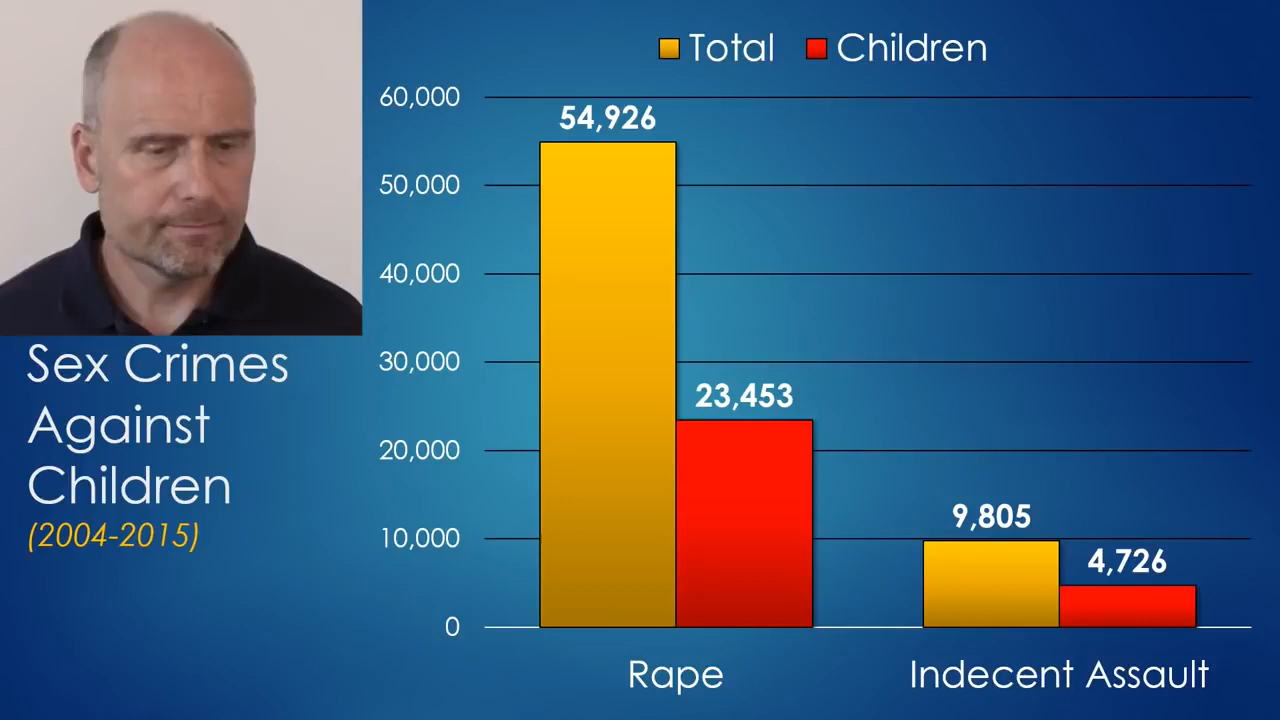 Total Children
60,000
54,926
50,000
40,000
30,000
23,453
20,000
9,805
10,000
4,726
0
Rape Indecent Assault
Sex Crimes
Against
Children
(2004-2015)